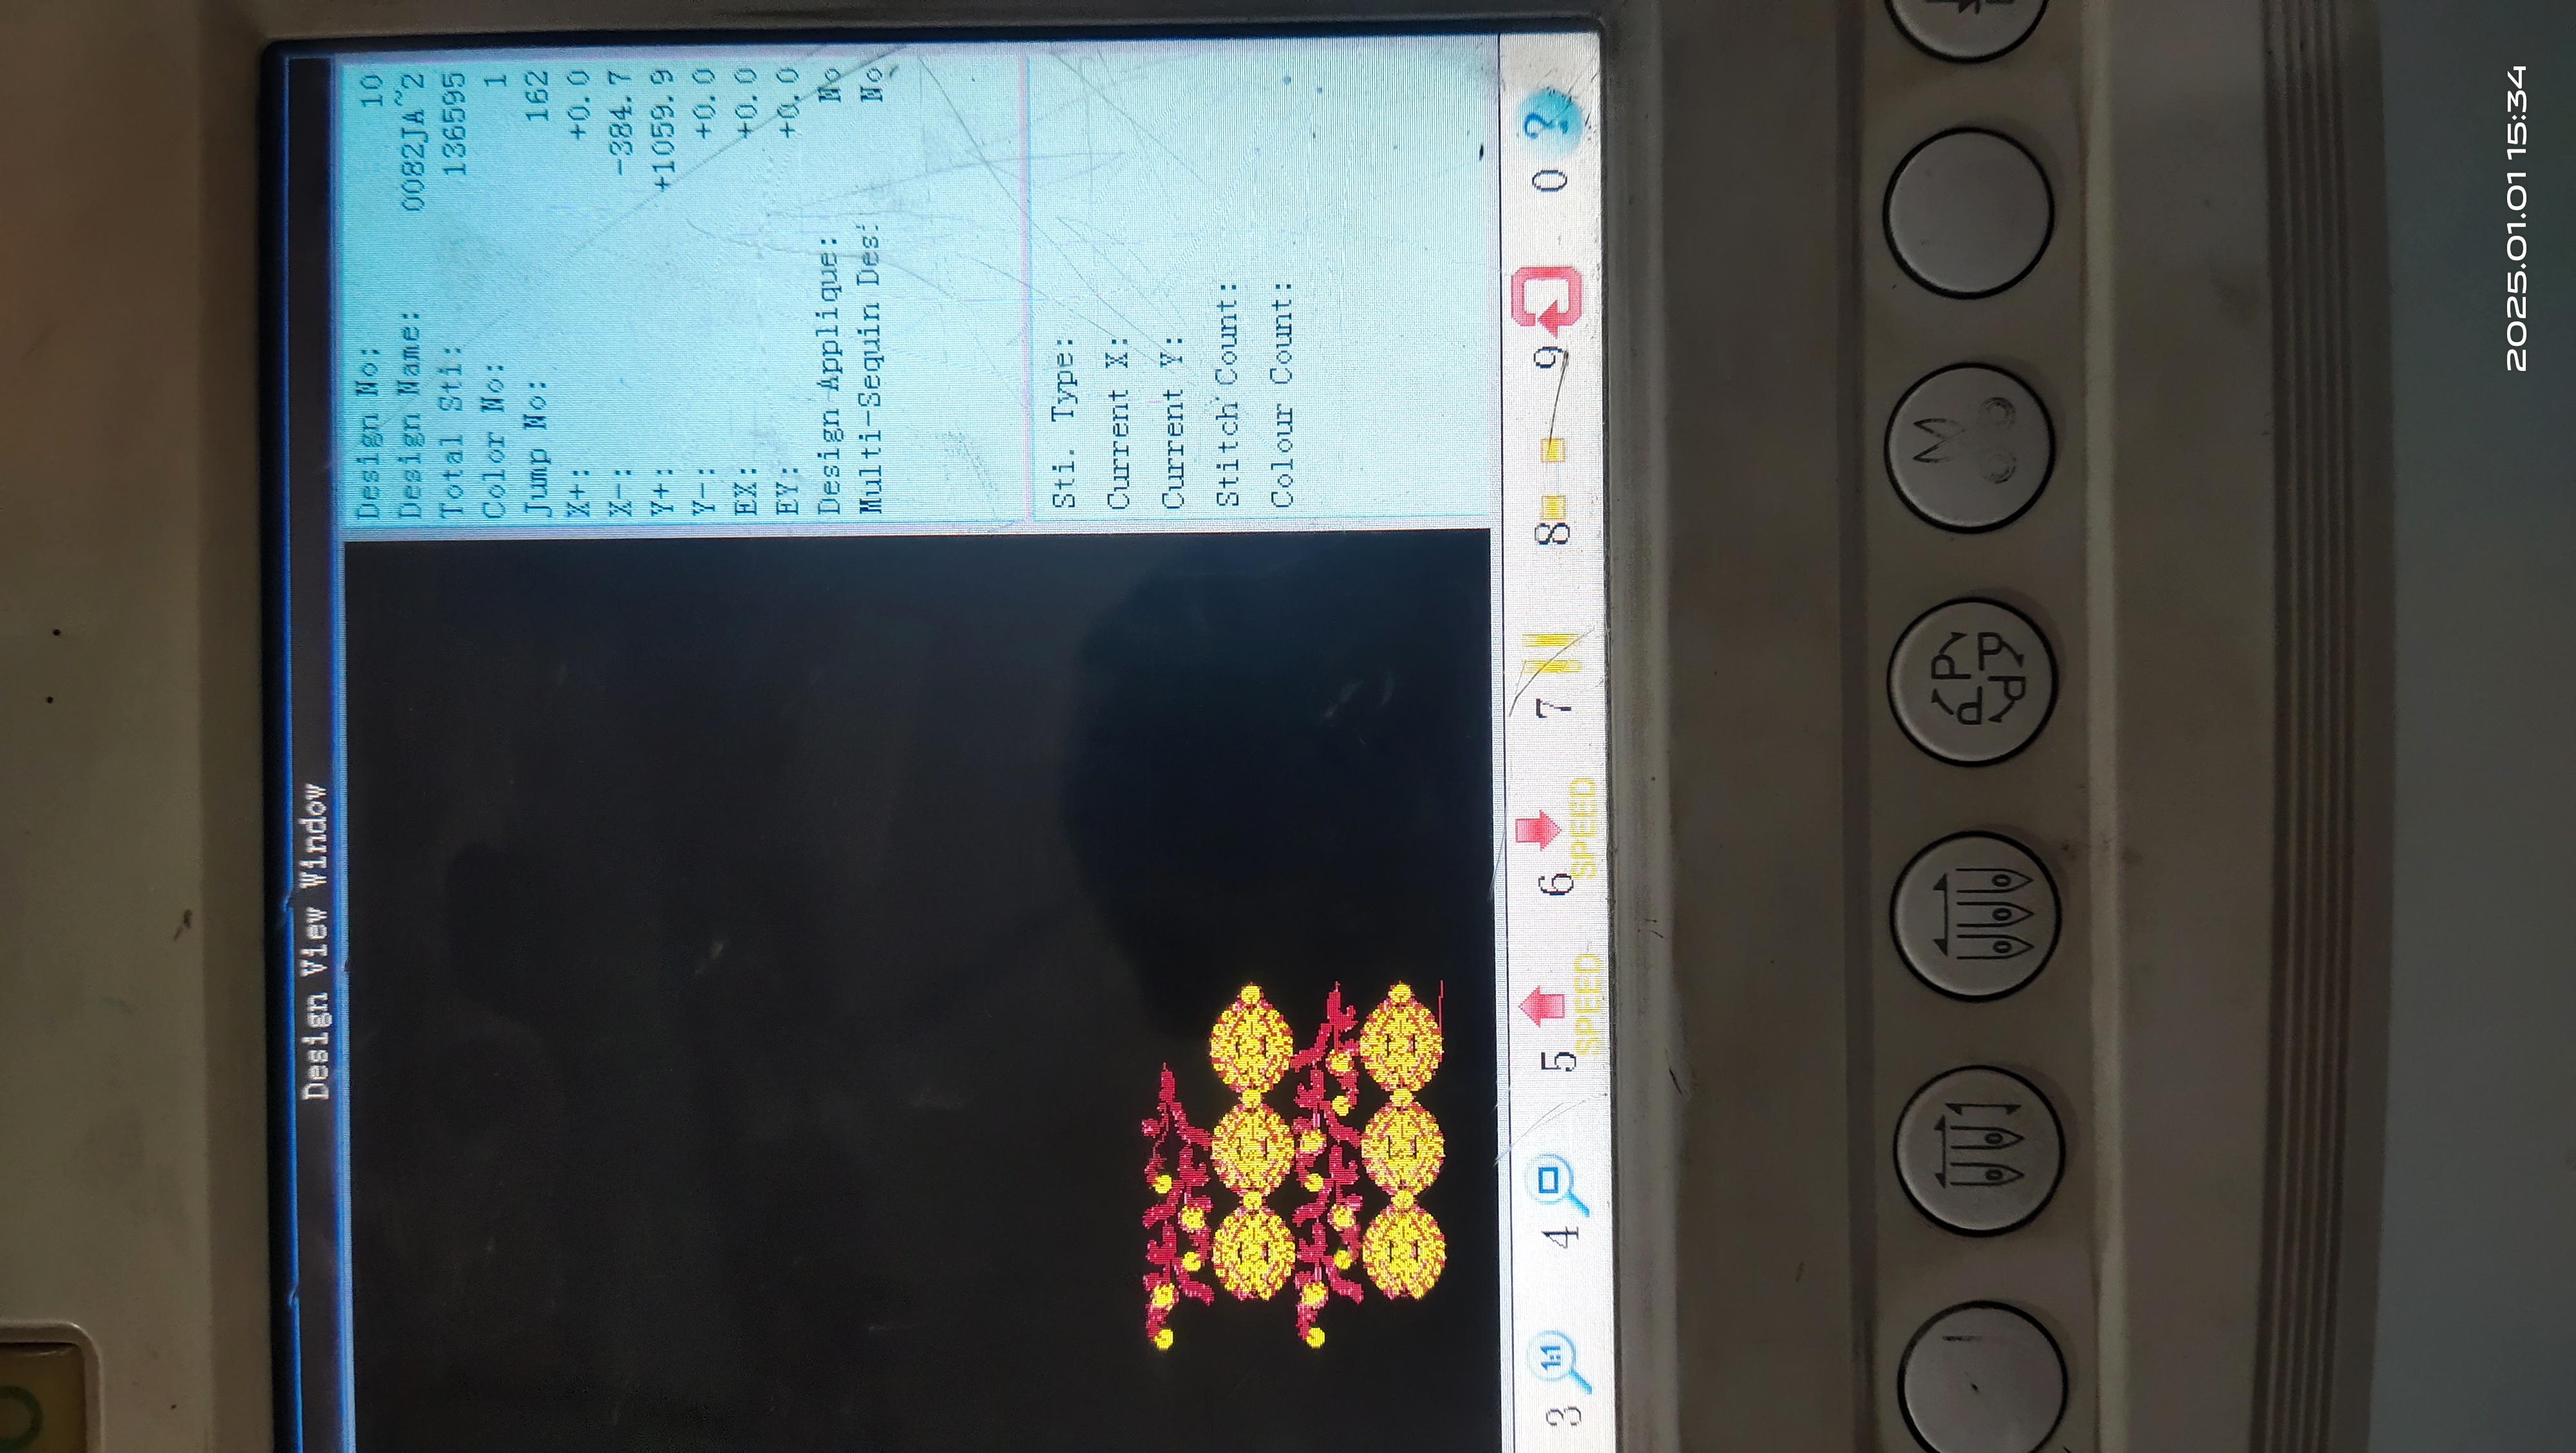 Design View Window
Design No: 10
Design Name: 0082JA~2
Total Sti: 136595
Color No: 1
Jump No: 162
X+: +0.0
X-: -384.7
Y+: +1059.9
Y-: +0.0
EX: +0.0
EY: +0.0
Design Applique: No
Multi-Sequin Des: No
Sti. Type:
Current X:
Current Y:
Stitch Count:
Colour Count:
3 1:1 4 5 SPEED 6 SPEED 7 8 9 0 ?
P P P P
2025.01.01 15:34